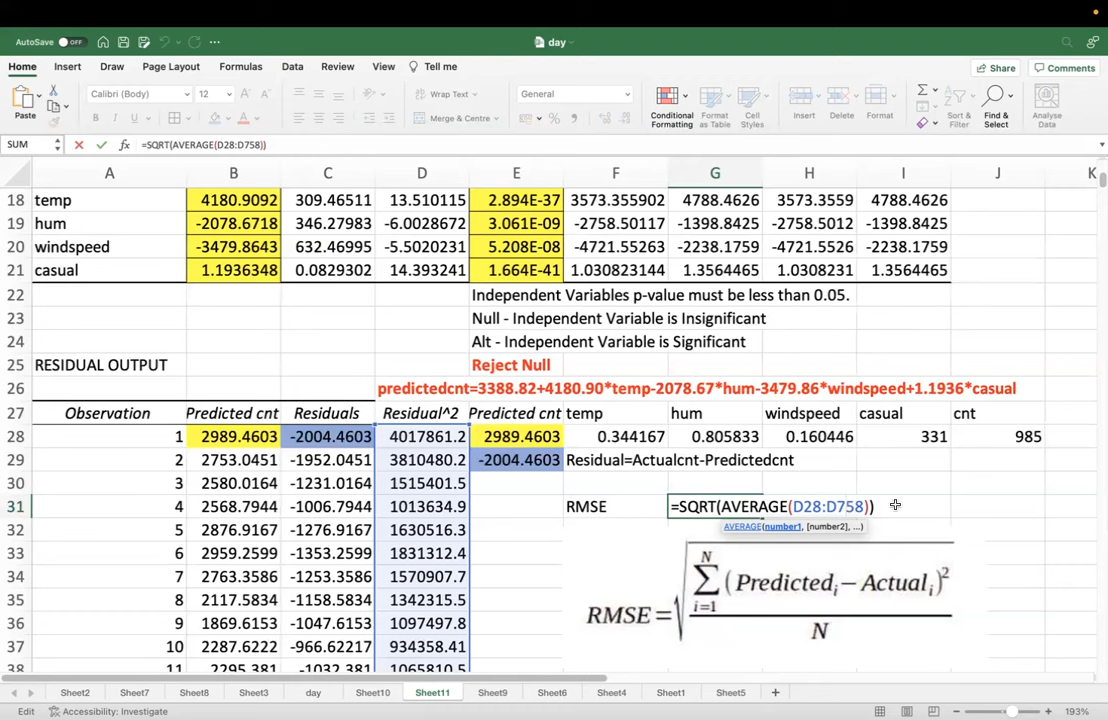 AutoSave OFF ... day
Home Insert Draw Page Layout Formulas Data Review View Tell me Share Comments
Paste Calibri (Body) 12 A A Wrap Text General Conditional Formatting Format as Table Cell Styles Insert Delete Format Sort & Filter Find & Select Analyse Data
B I U A Merge & Centre % 
SUM fx =SQRT(AVERAGE(D28:D758))
A B C D E F G H I J K
18 temp 4180.9092 309.46511 13.510115 2.894E-37 3573.355902 4788.4626 3573.3559 4788.4626
19 hum -2078.6718 346.27983 -6.0028672 3.061E-09 -2758.50117 -1398.8425 -2758.5012 -1398.8425
20 windspeed -3479.8643 632.46995 -5.5020231 5.208E-08 -4721.55263 -2238.1759 -4721.5526 -2238.1759
21 casual 1.1936348 0.0829302 14.393241 1.664E-41 1.030823144 1.3564465 1.0308231 1.3564465
22 Independent Variables p-value must be less than 0.05.
23 Null - Independent Variable is Insignificant
24 Alt - Independent Variable is Significant
25 RESIDUAL OUTPUT Reject Null
26 predictedcnt=3388.82+4180.90*temp-2078.67*hum-3479.86*windspeed+1.1936*casual
27 Observation Predicted cnt Residuals Residual^2 Predicted cnt temp hum windspeed casual cnt
28 1 2989.4603 -2004.4603 4017861.2 2989.4603 0.344167 0.805833 0.160446 331 985
29 2 2753.0451 -1952.0451 3810480.2 -2004.4603 Residual=Actualcnt-Predictedcnt
30 3 2580.0164 -1231.0164 1515401.5
31 4 2568.7944 -1006.7944 1013634.9 RMSE =SQRT(AVERAGE(D28:D758))
AVERAGE(number1, [number2], ...)
32 5 2876.9167 -1276.9167 1630516.3
33 6 2959.2599 -1353.2599 1831312.4
34 7 2763.3586 -1253.3586 1570907.7
35 8 2117.5834 -1158.5834 1342315.5
36 9 1869.6153 -1047.6153 1097497.8
37 10 2287.6222 -966.62217 934358.41
38 11 2295.381 -1032.381 1065810.5
RMSE = √ N ∑ i=1 (Predictedᵢ − Actualᵢ)² N
Sheet2 Sheet7 Sheet8 Sheet3 day Sheet10 Sheet11 Sheet9 Sheet6 Sheet4 Sheet1 Sheet5 +
Edit Accessibility: Investigate − + 193%